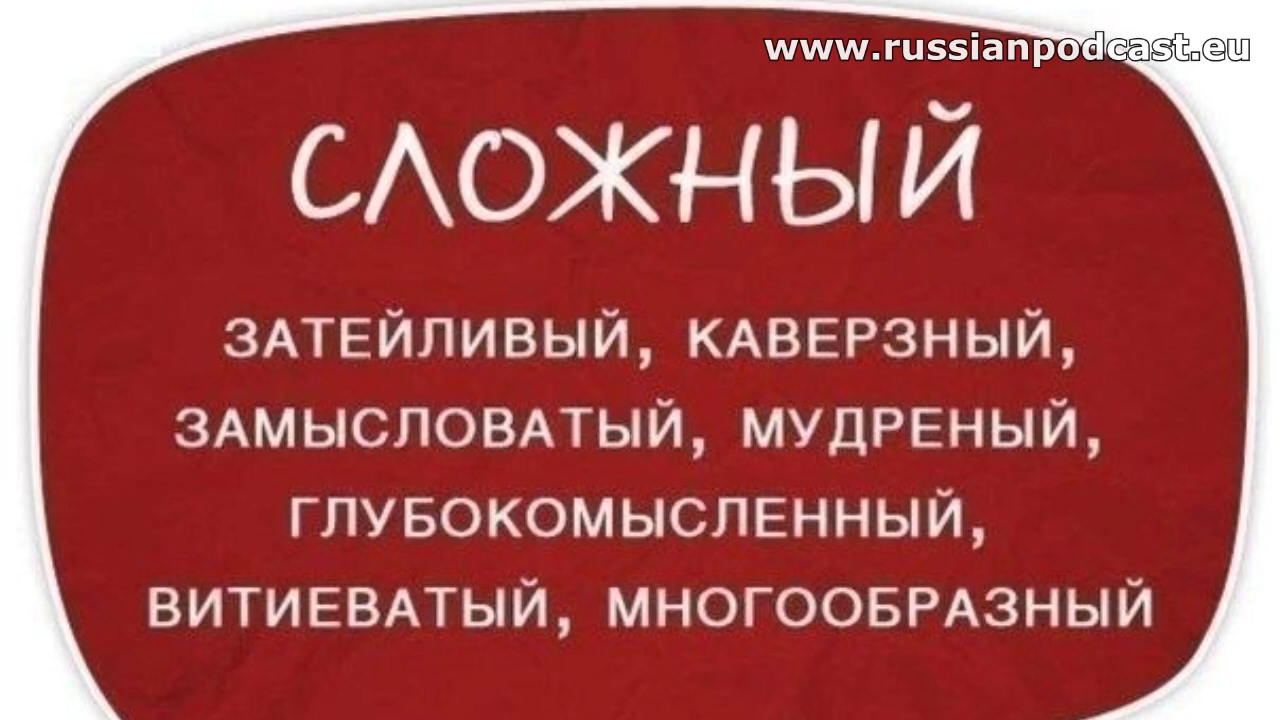 www.russianpodcast.eu
СЛОЖНЫЙ
ЗАТЕЙЛИВЫЙ, КАВЕРЗНЫЙ,
ЗАМЫСЛОВАТЫЙ, МУДРЕНЫЙ,
ГЛУБОКОМЫСЛЕННЫЙ,
ВИТИЕВАТЫЙ, МНОГООБРАЗНЫЙ